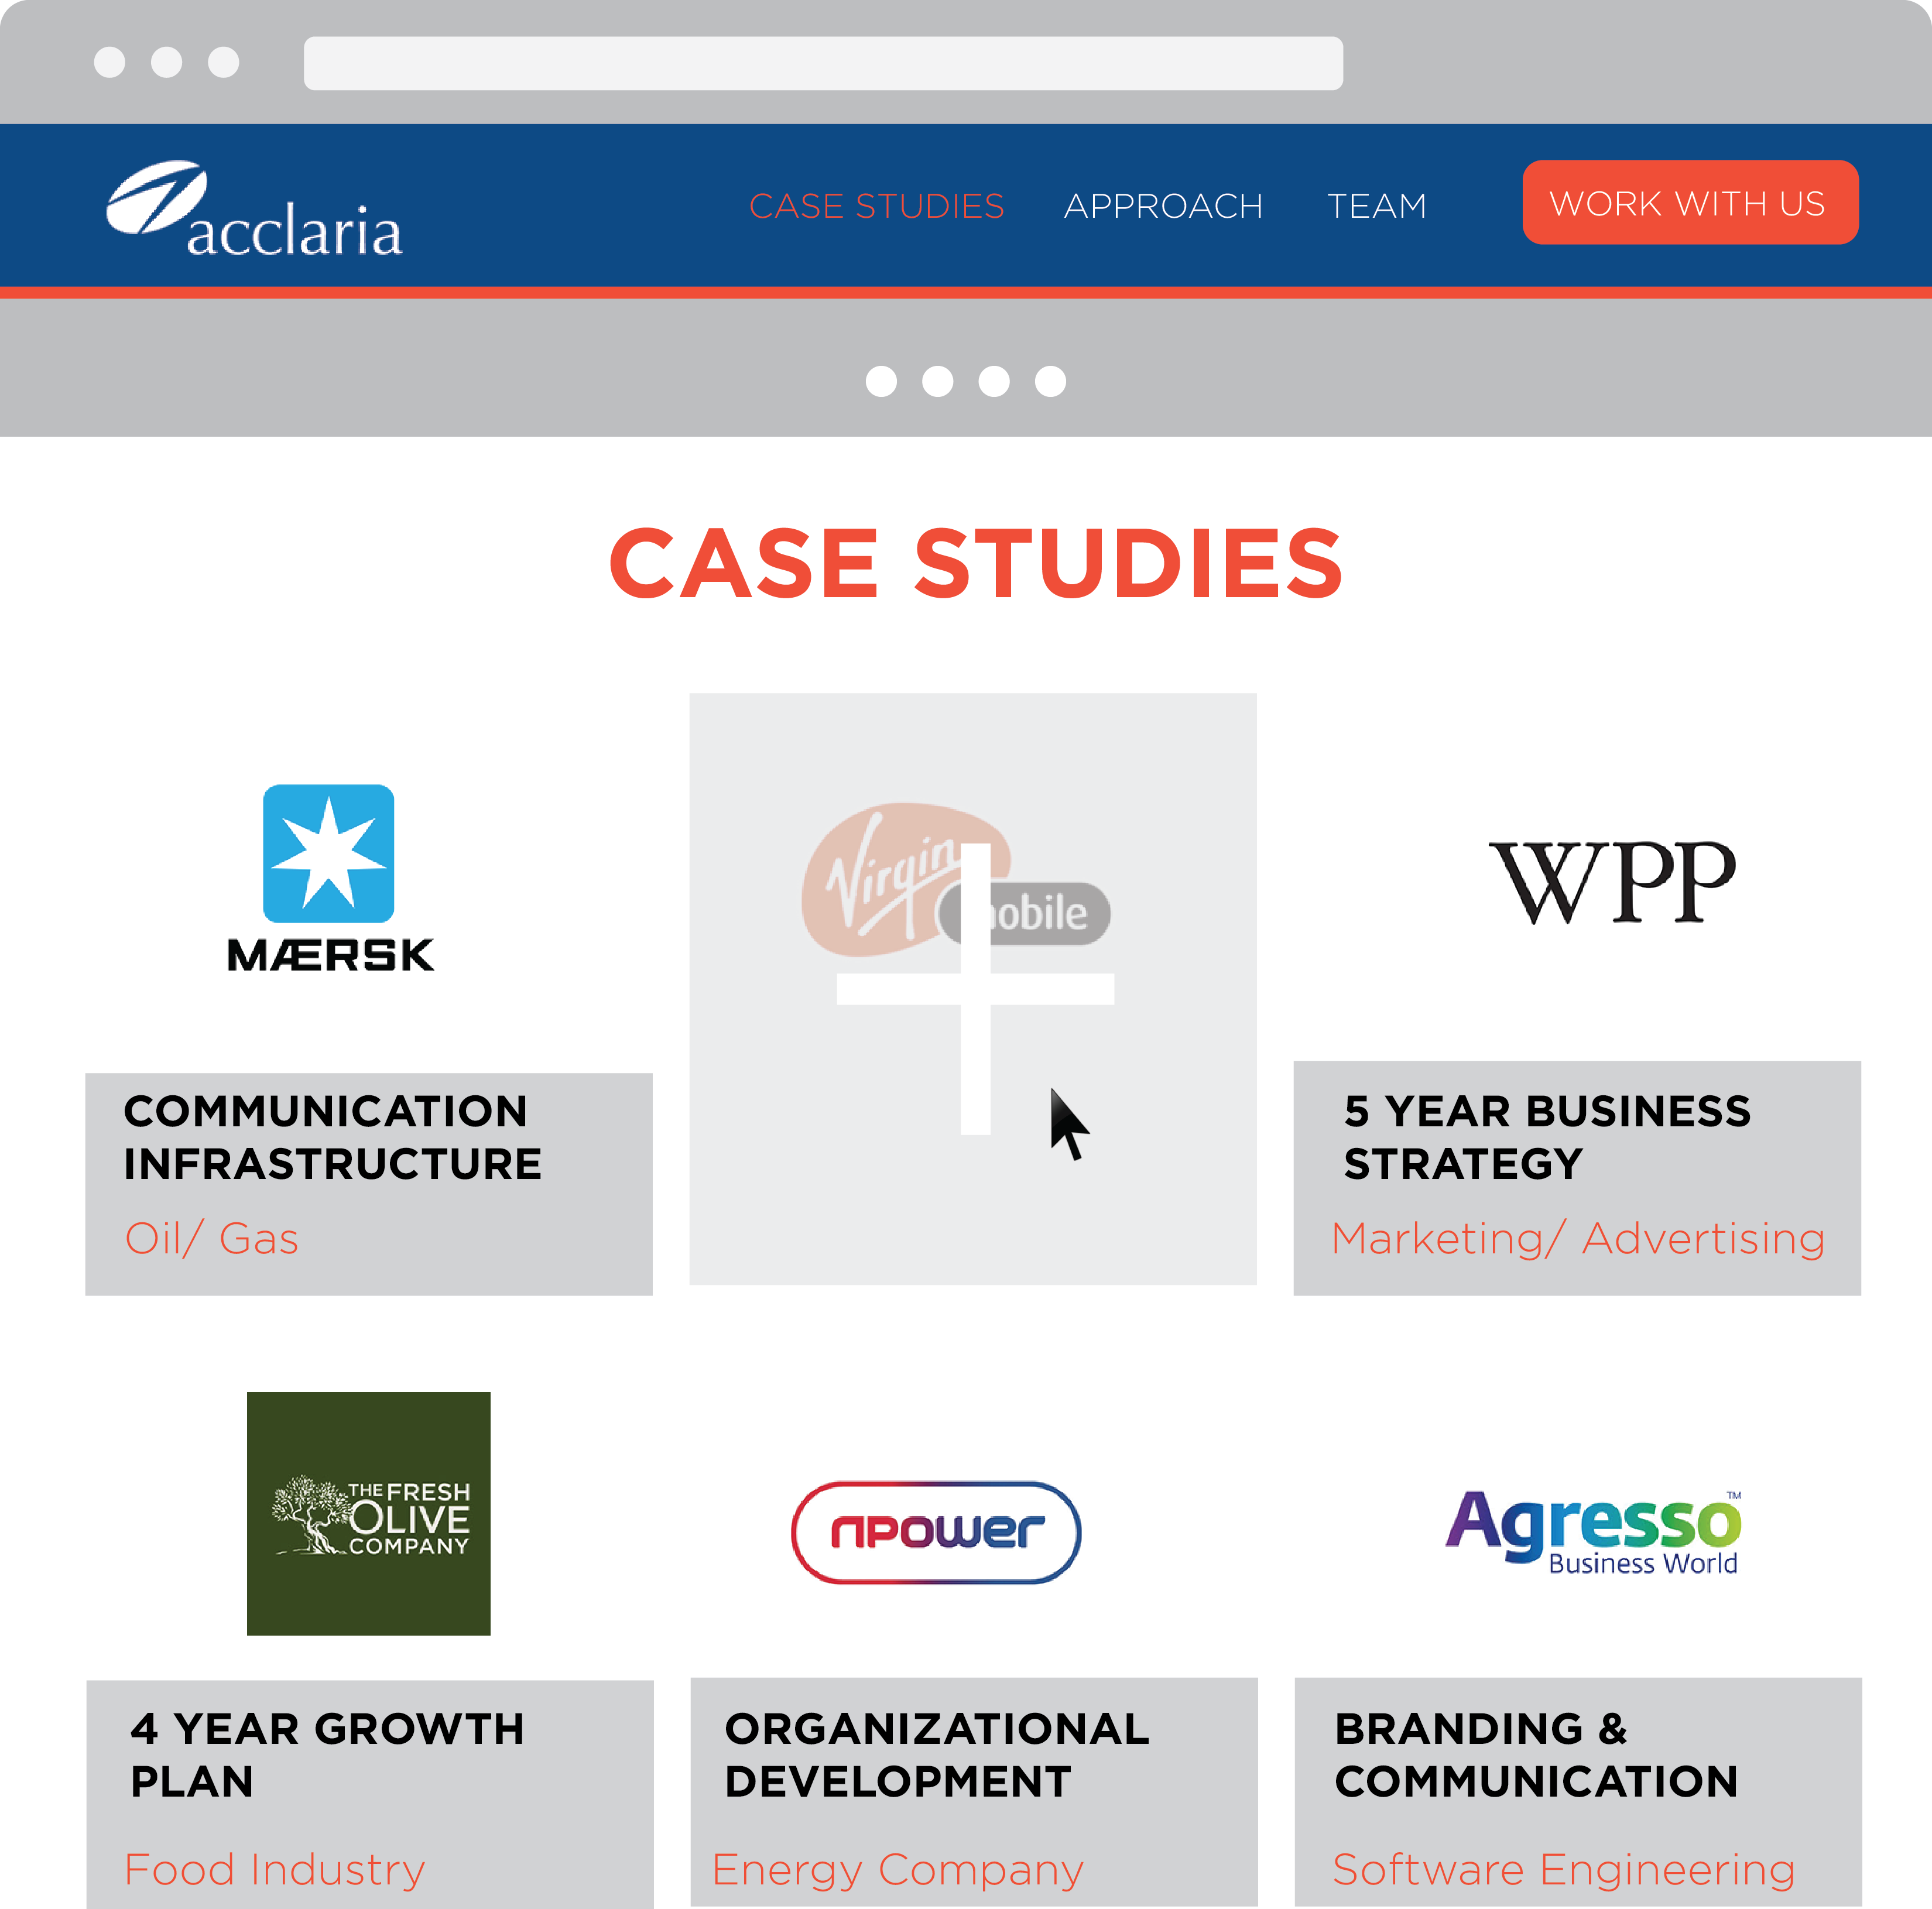 acclaria
CASE STUDIES
APPROACH
TEAM
WORK WITH US
CASE STUDIES
MÆRSK
Virgin
mobile
WPP
COMMUNICATION
INFRASTRUCTURE
Oil/ Gas
5 YEAR BUSINESS
STRATEGY
Marketing/ Advertising
THE FRESH
OLIVE
COMPANY
npower
Agresso™
Business World
4 YEAR GROWTH
PLAN
Food Industry
ORGANIZATIONAL
DEVELOPMENT
Energy Company
BRANDING &
COMMUNICATION
Software Engineering